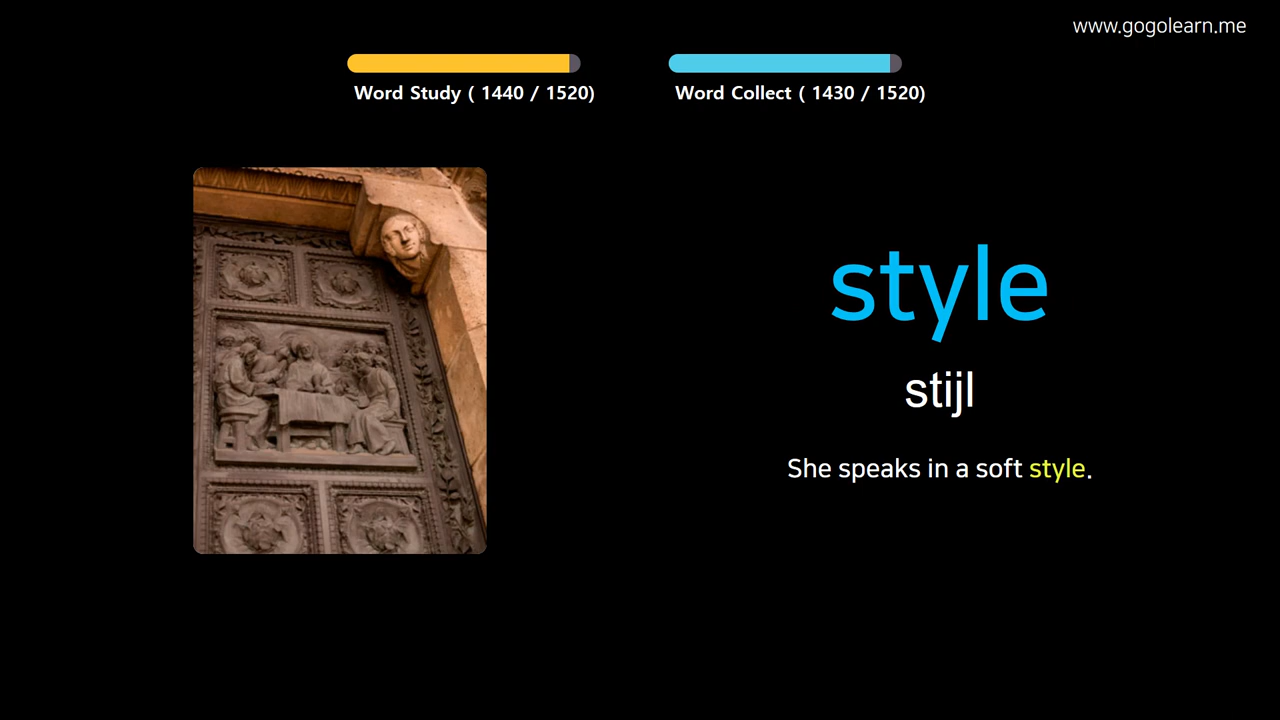 www.gogolearn.me
Word Study ( 1440 / 1520)
Word Collect ( 1430 / 1520)
style
stijl
She speaks in a soft style.